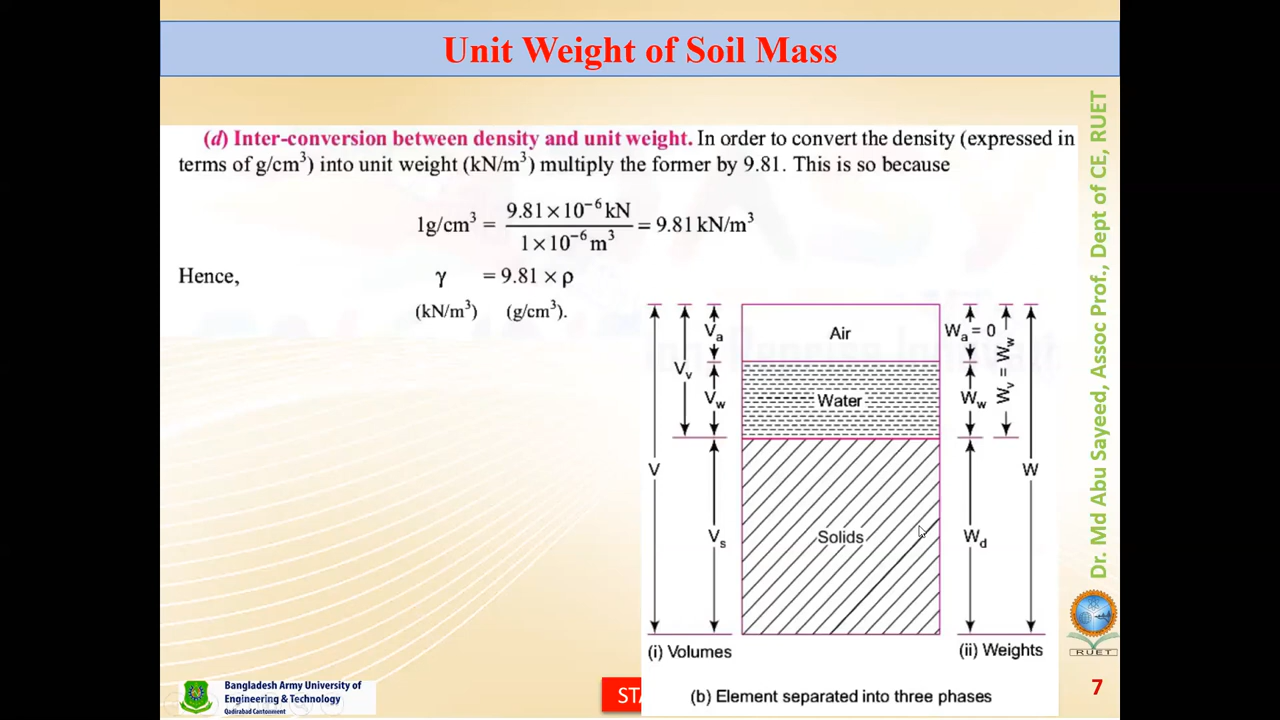 Unit Weight of Soil Mass
(d) Inter-conversion between density and unit weight. In order to convert the density (expressed in
terms of g/cm³) into unit weight (kN/m³) multiply the former by 9.81. This is so because
1g/cm³ = 9.81 × 10⁻⁶ kN / 1 × 10⁻⁶ m³ = 9.81 kN/m³
Hence, γ = 9.81 × ρ
(kN/m³) (g/cm³).
V
Vv
Va
Vw
Vs
Air
Water
Solids
Wa = 0
Ww
Wd
Wv = Ww
W
(i) Volumes
(ii) Weights
(b) Element separated into three phases
Dr. Md Abu Sayeed, Assoc Prof., Dept of CE, RUET
RUET
7
Bangladesh Army University of
Engineering & Technology
Qadirabad Cantonment